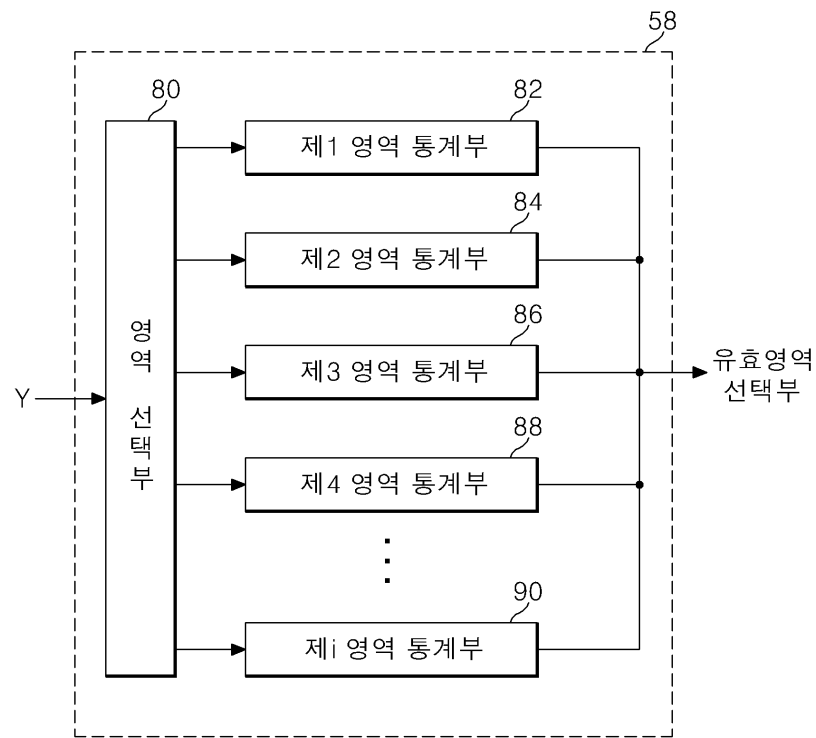 58
80
82
제1 영역 통계부
84
제2 영역 통계부
86
제3 영역 통계부
88
제4 영역 통계부
90
제i 영역 통계부
Y
영역 선택부
유효영역
선택부